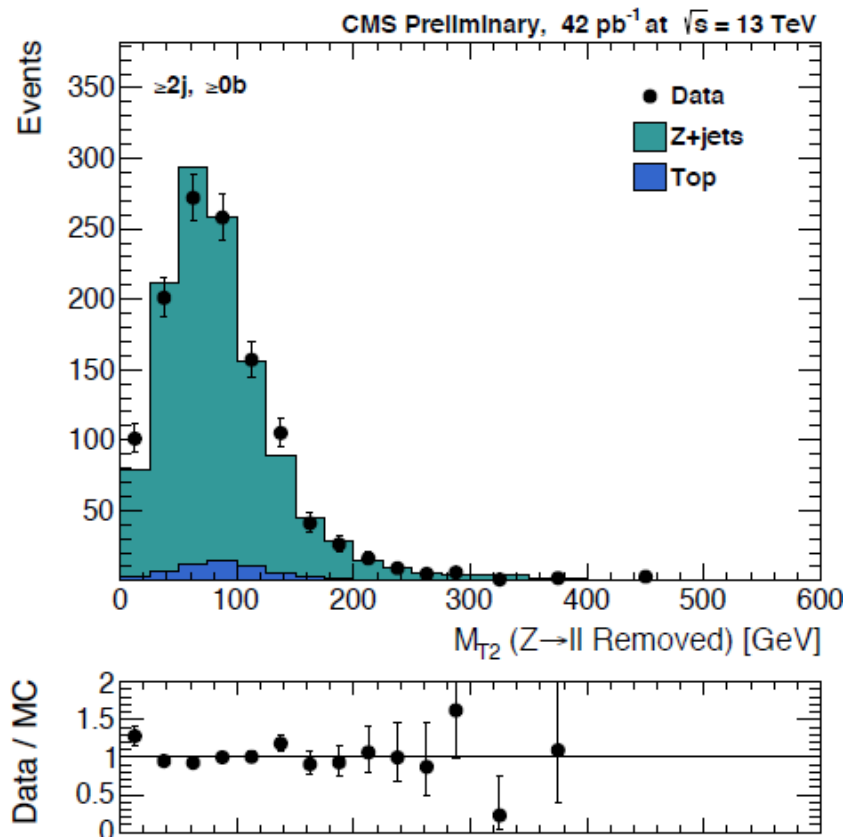 CMS Preliminary, 42 pb⁻¹ at √s = 13 TeV
Events
≥2j, ≥0b
Data
Z+jets
Top
350
300
250
200
150
100
50
0 100 200 300 400 500 600
M_T2 (Z→ll Removed) [GeV]
Data / MC
2
1.5
1
0.5
0